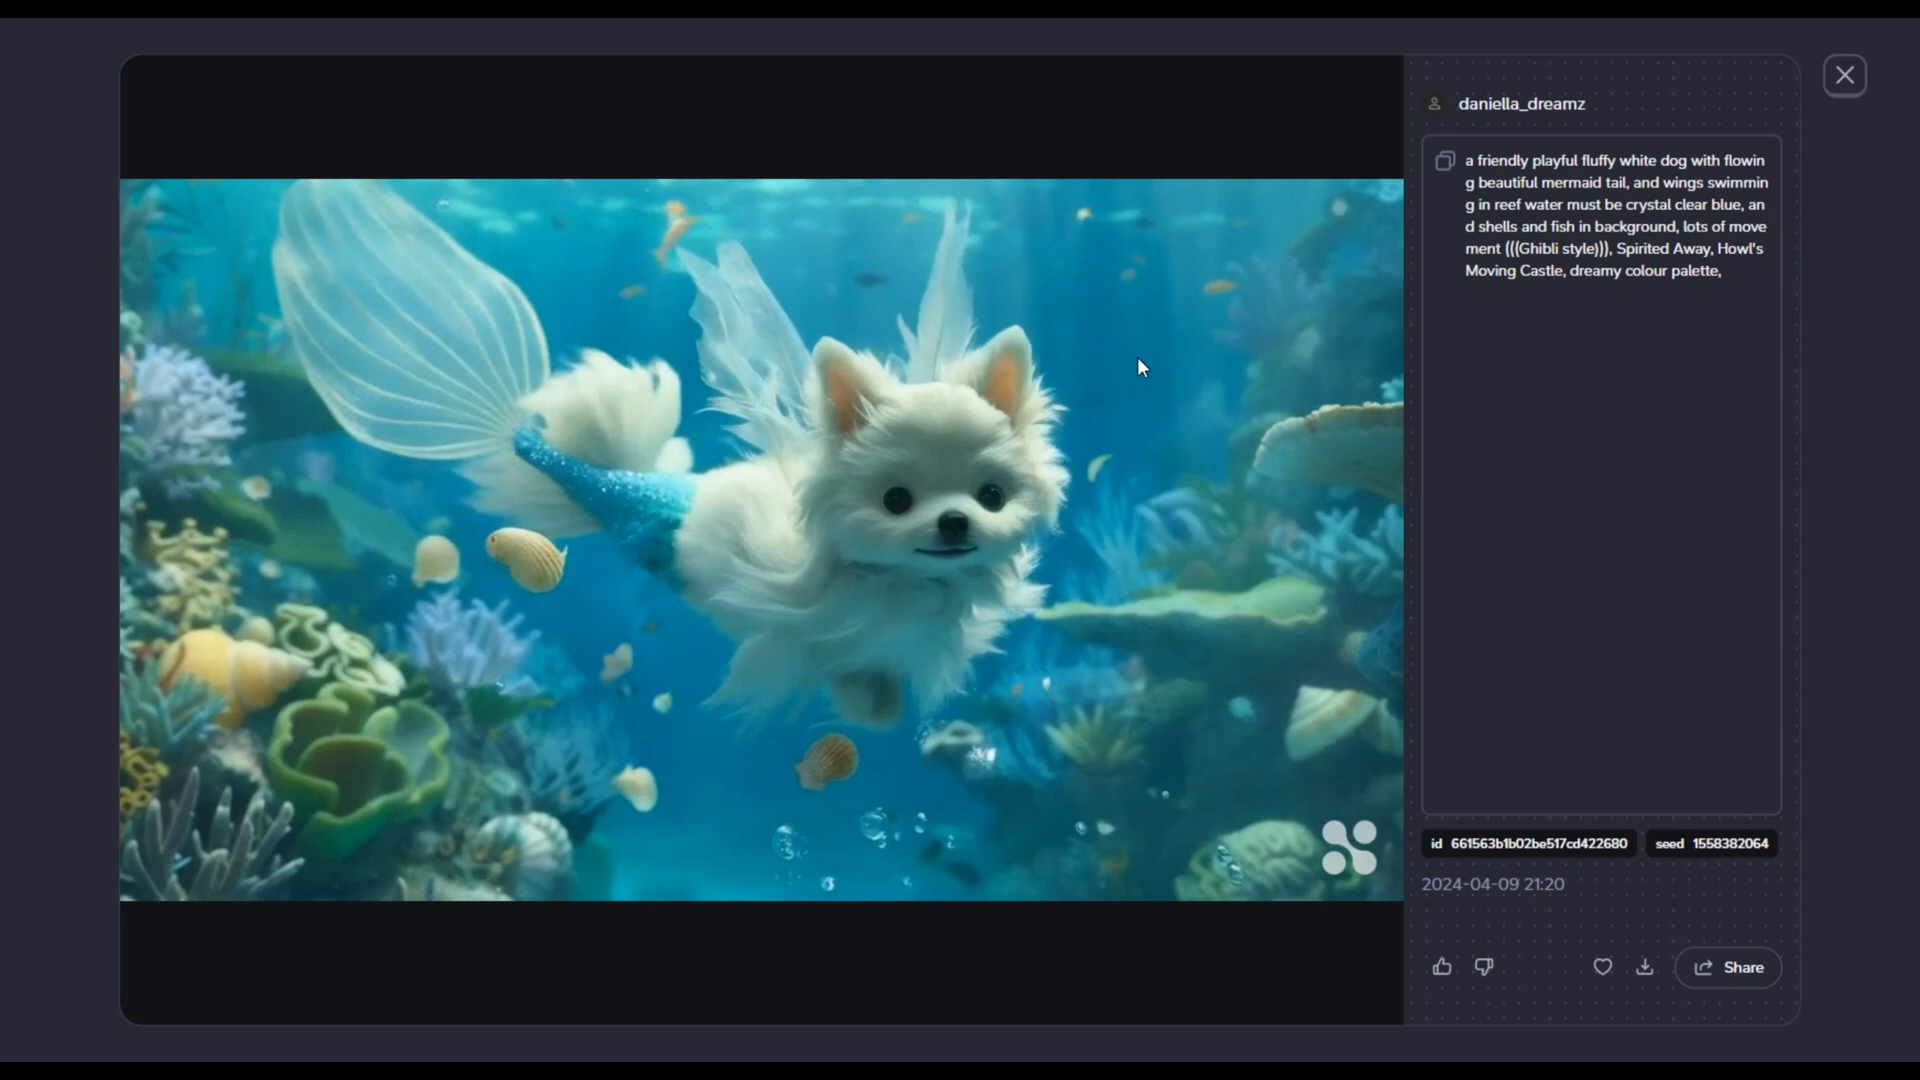 daniella_dreamz
a friendly playful fluffy white dog with flowin
g beautiful mermaid tail, and wings swimmin
g in reef water must be crystal clear blue, an
d shells and fish in background, lots of move
ment (((Ghibli style))), Spirited Away, Howl's
Moving Castle, dreamy colour palette,
id 661563b1b02be517cd422680 seed 1558382064
2024-04-09 21:20
Share